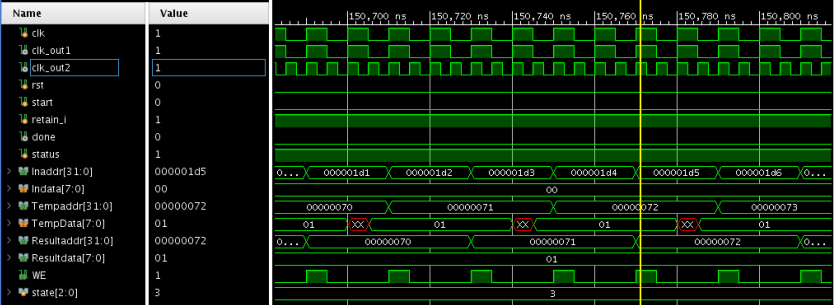 Name Value
150,700 ns 150,720 ns 150,740 ns 150,760 ns 150,780 ns 150,800 ns
clk 1
clk_out1 1
clk_out2 1
rst 0
start 0
retain_i 1
done 0
status 1
Inaddr[31:0] 000001d5 0... 000001d1 000001d2 000001d3 000001d4 000001d5 000001d6 0...
Indata[7:0] 00 00
Tempaddr[31:0] 00000072 00000070 00000071 00000072 00000073
TempData[7:0] 01 01 XX 01 XX 01 XX 01
Resultaddr[31:0] 00000072 0... 00000070 00000071 00000072 0...
Resultdata[7:0] 01 01
WE 1
state[2:0] 3 3